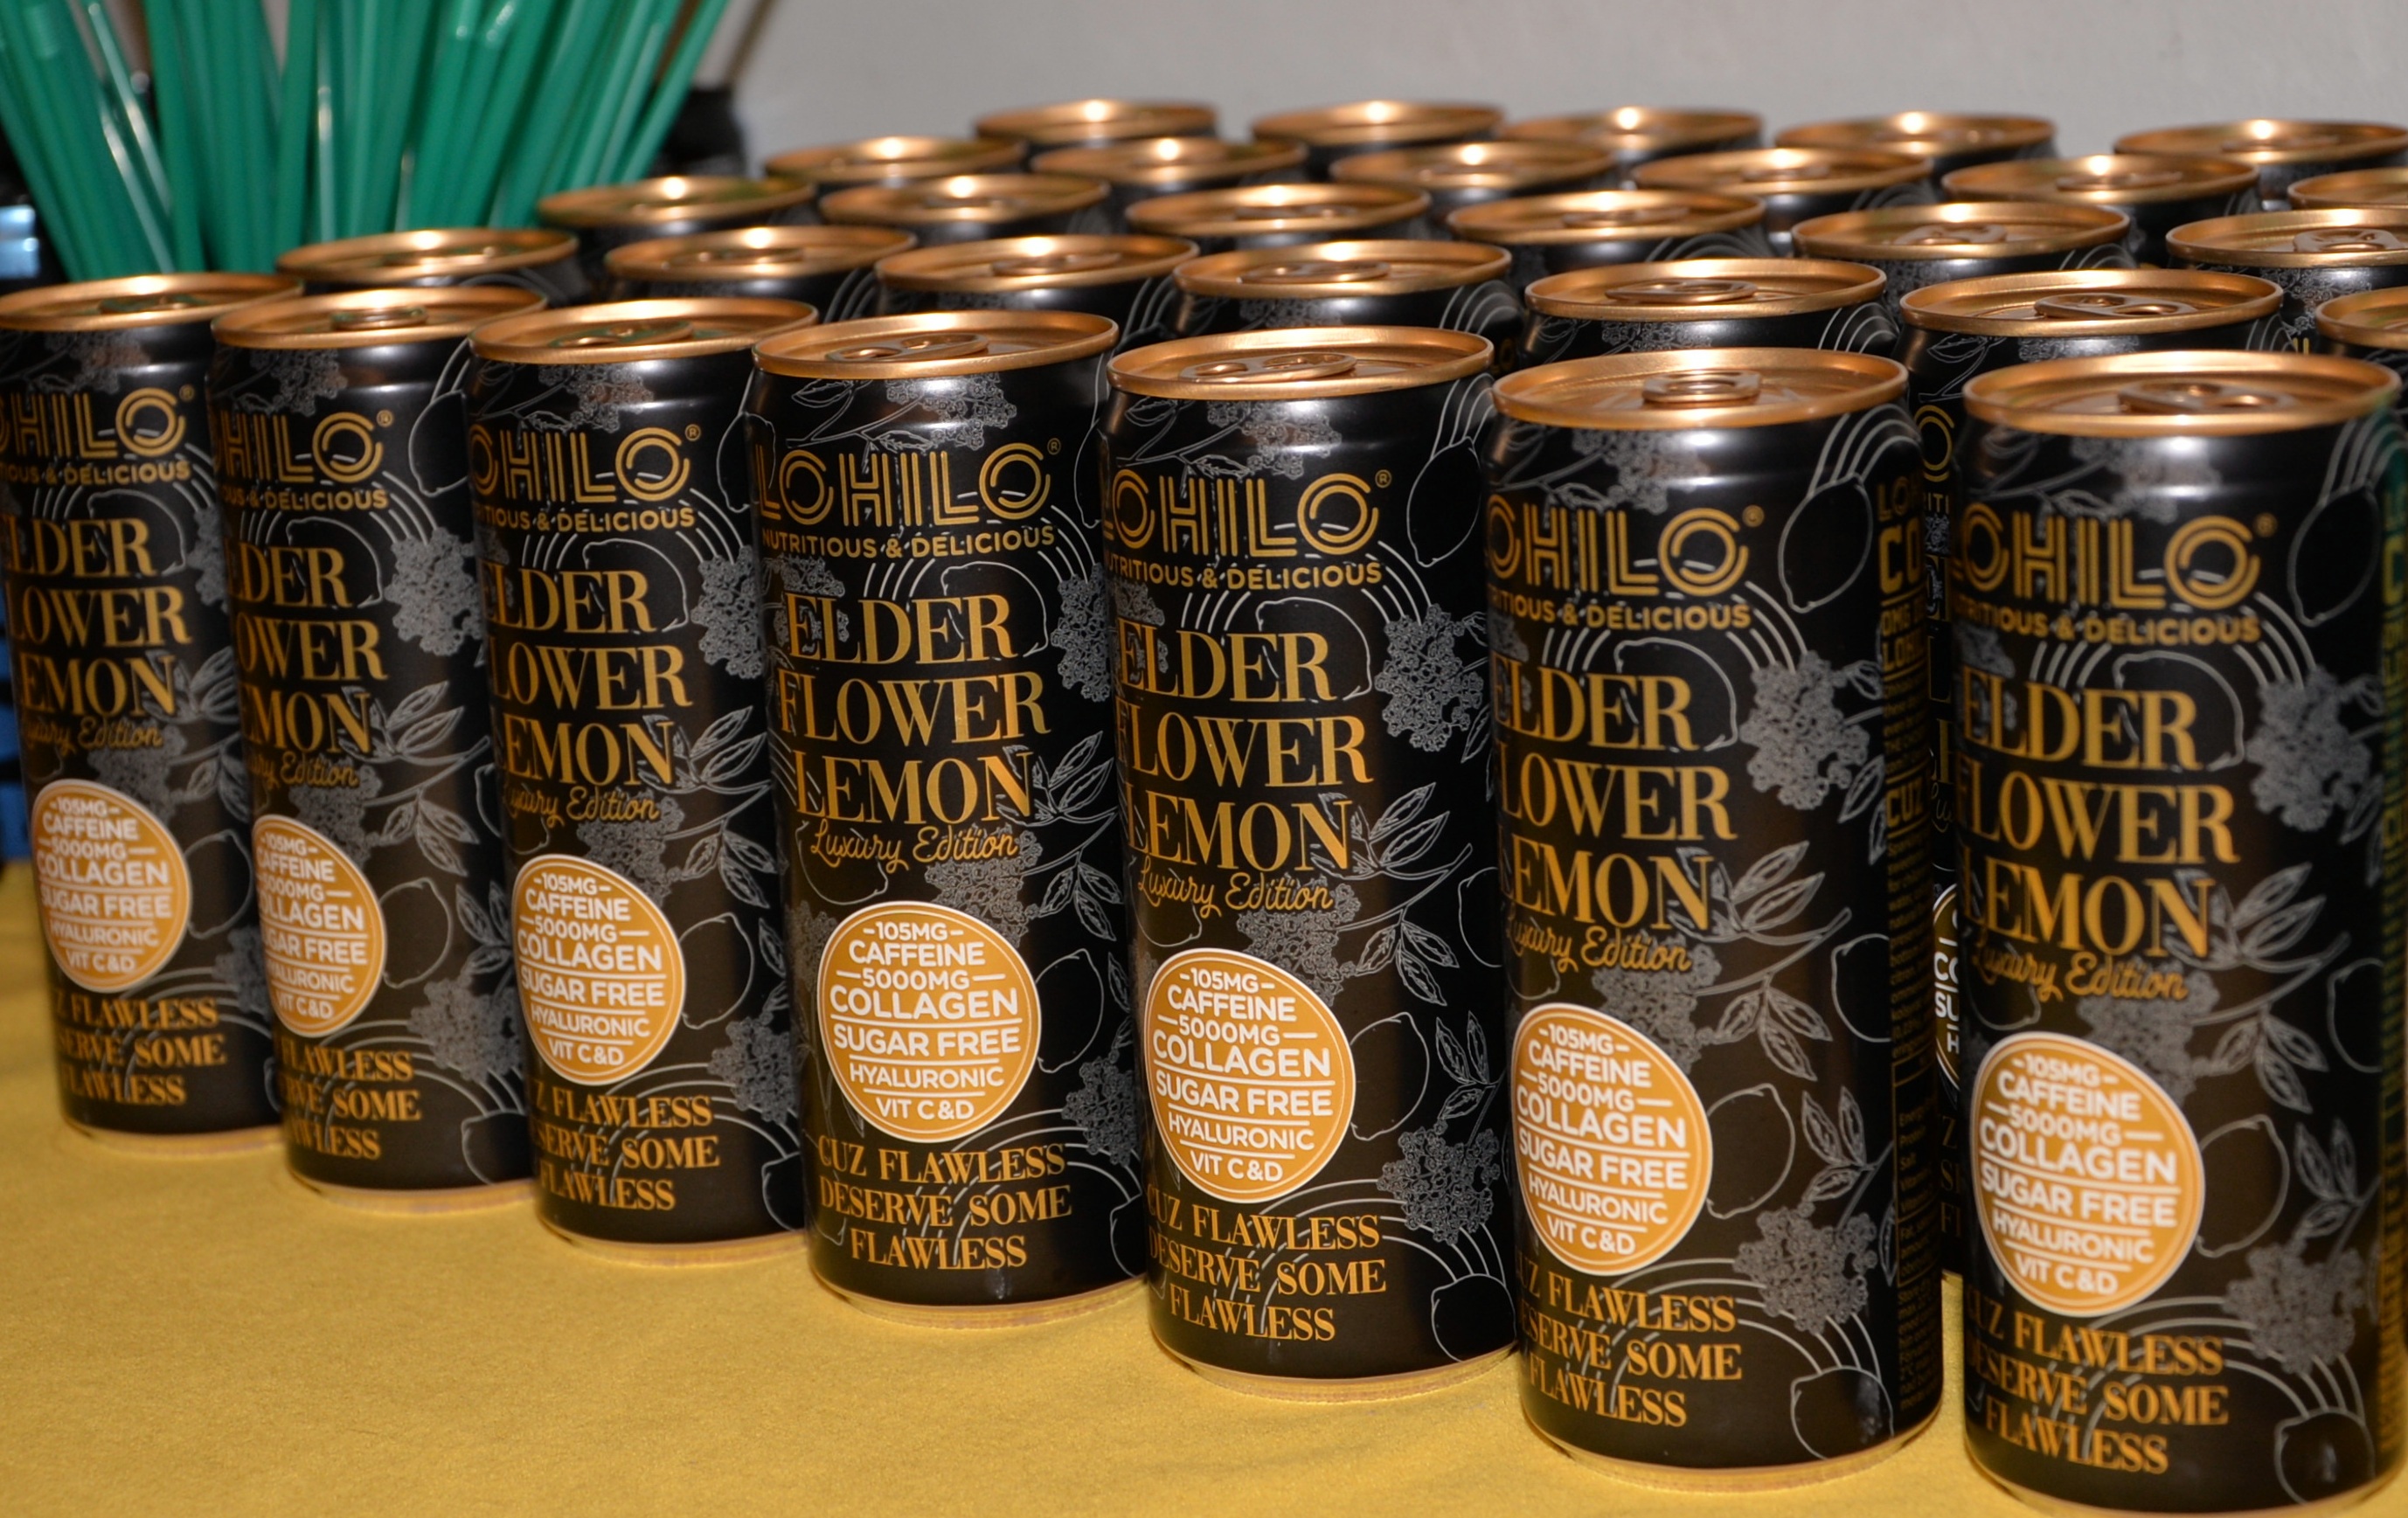 LOHILO®
NUTRITIOUS & DELICIOUS
ELDER
FLOWER
LEMON
Luxury Edition
-105MG-
CAFFEINE
—5000MG—
COLLAGEN
SUGAR FREE
HYALURONIC
VIT C&D
CUZ FLAWLESS
DESERVE SOME
FLAWLESS